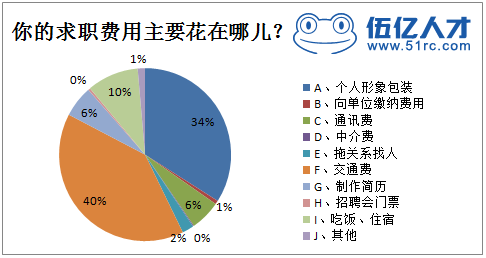 你的求职费用主要花在哪儿?
伍亿人才
www.51rc.com
1%
0%
10%
6%
34%
40%
1%
6%
0%
2%
A、个人形象包装
B、向单位缴纳费用
C、通讯费
D、中介费
E、拖关系找人
F、交通费
G、制作简历
H、招聘会门票
I、吃饭、住宿
J、其他